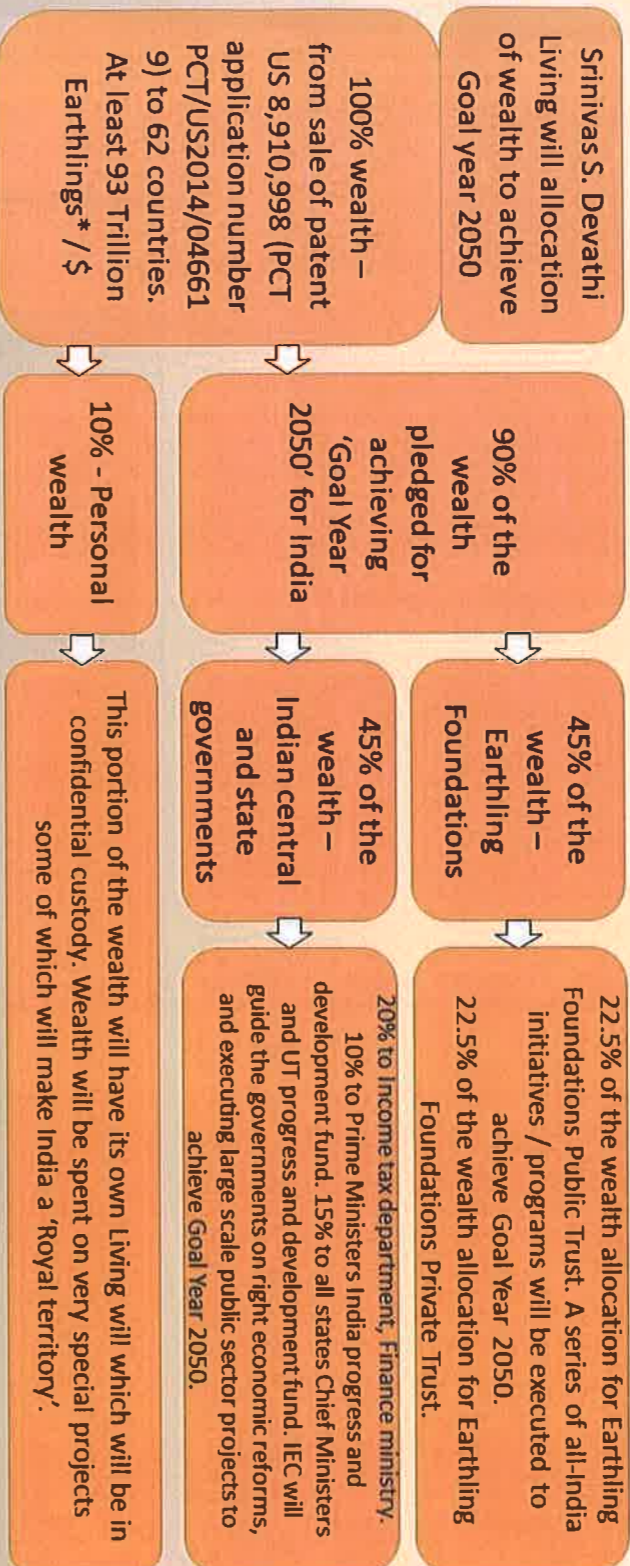 Srinivas S. Devathi
Living will allocation
of wealth to achieve
Goal year 2050
100% wealth –
from sale of patent
US 8,910,998 (PCT
application number
PCT/US2014/04661
9) to 62 countries.
At least 93 Trillion
Earthlings* / $
90% of the
wealth
pledged for
achieving
‘Goal Year
2050’ for India
10% - Personal
wealth
45% of the
wealth –
Earthling
Foundations
45% of the
wealth –
Indian central
and state
governments
22.5% of the wealth allocation for Earthling
Foundations Public Trust. A series of all-India
initiatives / programs will be executed to
achieve Goal Year 2050.
22.5% of the wealth allocation for Earthling
Foundations Private Trust.
20% to Income tax department, Finance ministry.
10% to Prime Ministers India progress and
development fund. 15% to all states Chief Ministers
and UT progress and development fund. IEC will
guide the governments on right economic reforms,
and executing large scale public sector projects to
achieve Goal Year 2050.
This portion of the wealth will have its own Living will which will be in
confidential custody. Wealth will be spent on very special projects
some of which will make India a ‘Royal territory’.